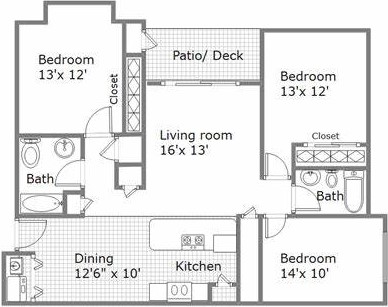 Bedroom
13'x 12'
Closet
Patio/ Deck
Bedroom
13'x 12'
Living room
16'x 13'
Closet
Bath
Bath
Dining
12'6" x 10'
Kitchen
Bedroom
14'x 10'